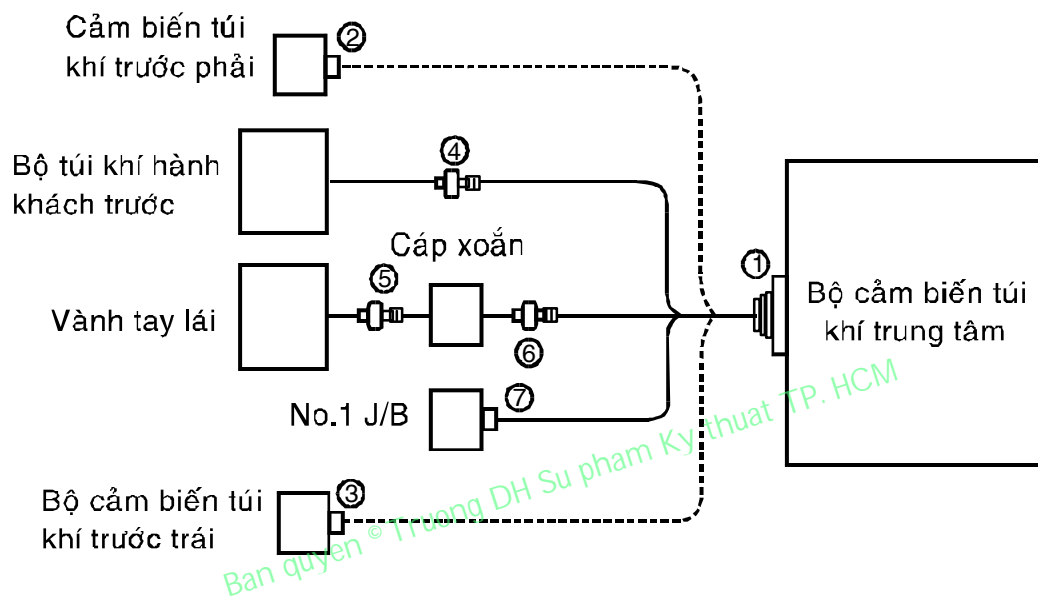 Cảm biến túi
khí trước phải
2
Bộ túi khí hành
khách trước
4
Cáp xoắn
5
Vành tay lái
6
1
Bộ cảm biến túi
khí trung tâm
No.1 J/B
7
Bộ cảm biến túi
khí trước trái
3
Ban quyen © Truong DH Su pham Ky thuat TP. HCM